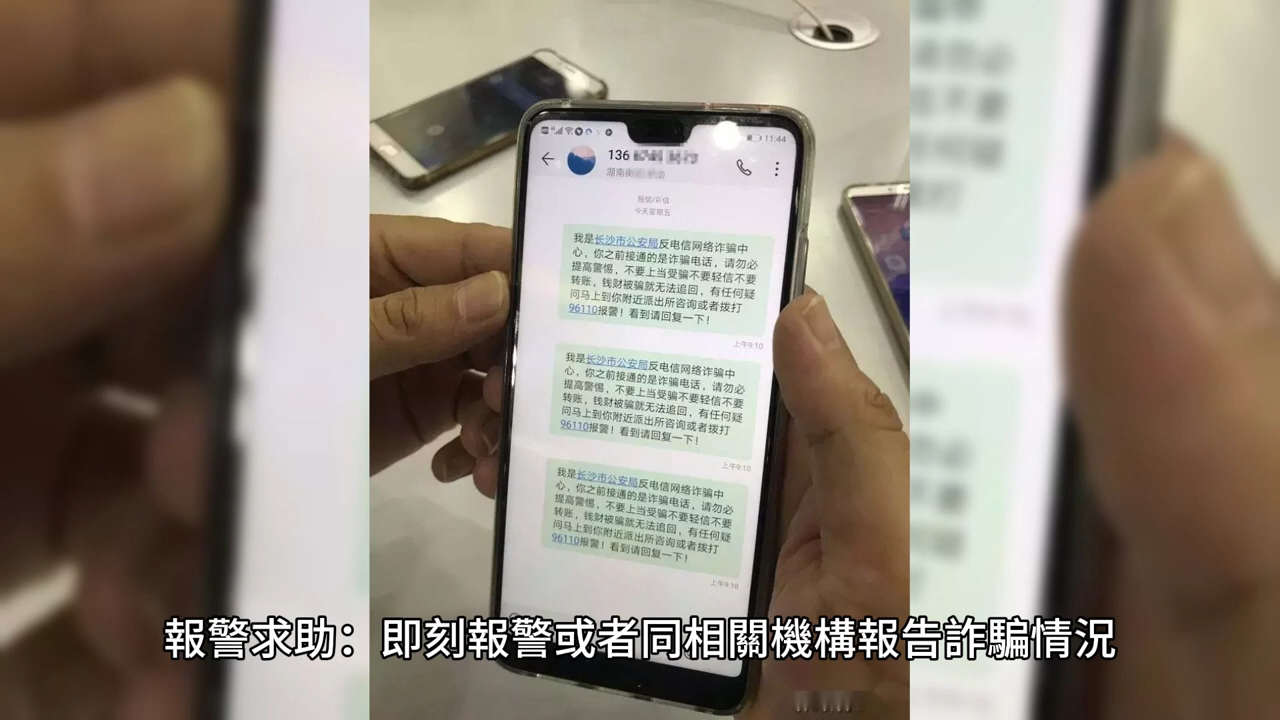 11:44
136
湖南
短信/彩信
今天星期五
我是长沙市公安局反电信网络诈骗中
心，你之前接通的是诈骗电话，请勿必
提高警惕，不要上当受骗不要轻信不要
转账，钱财被骗就无法追回，有任何疑
问马上到你附近派出所咨询或者拨打
96110报警！看到请回复一下！
上午9:10
我是长沙市公安局反电信网络诈骗中
心，你之前接通的是诈骗电话，请勿必
提高警惕，不要上当受骗不要轻信不要
转账，钱财被骗就无法追回，有任何疑
问马上到你附近派出所咨询或者拨打
96110报警！看到请回复一下！
上午9:10
我是长沙市公安局反电信网络诈骗中
心，你之前接通的是诈骗电话，请勿必
提高警惕，不要上当受骗不要轻信不要
转账，钱财被骗就无法追回，有任何疑
问马上到你附近派出所咨询或者拨打
96110报警！看到请回复一下！
上午9:10
報警求助：即刻報警或者同相關機構報告詐騙情況